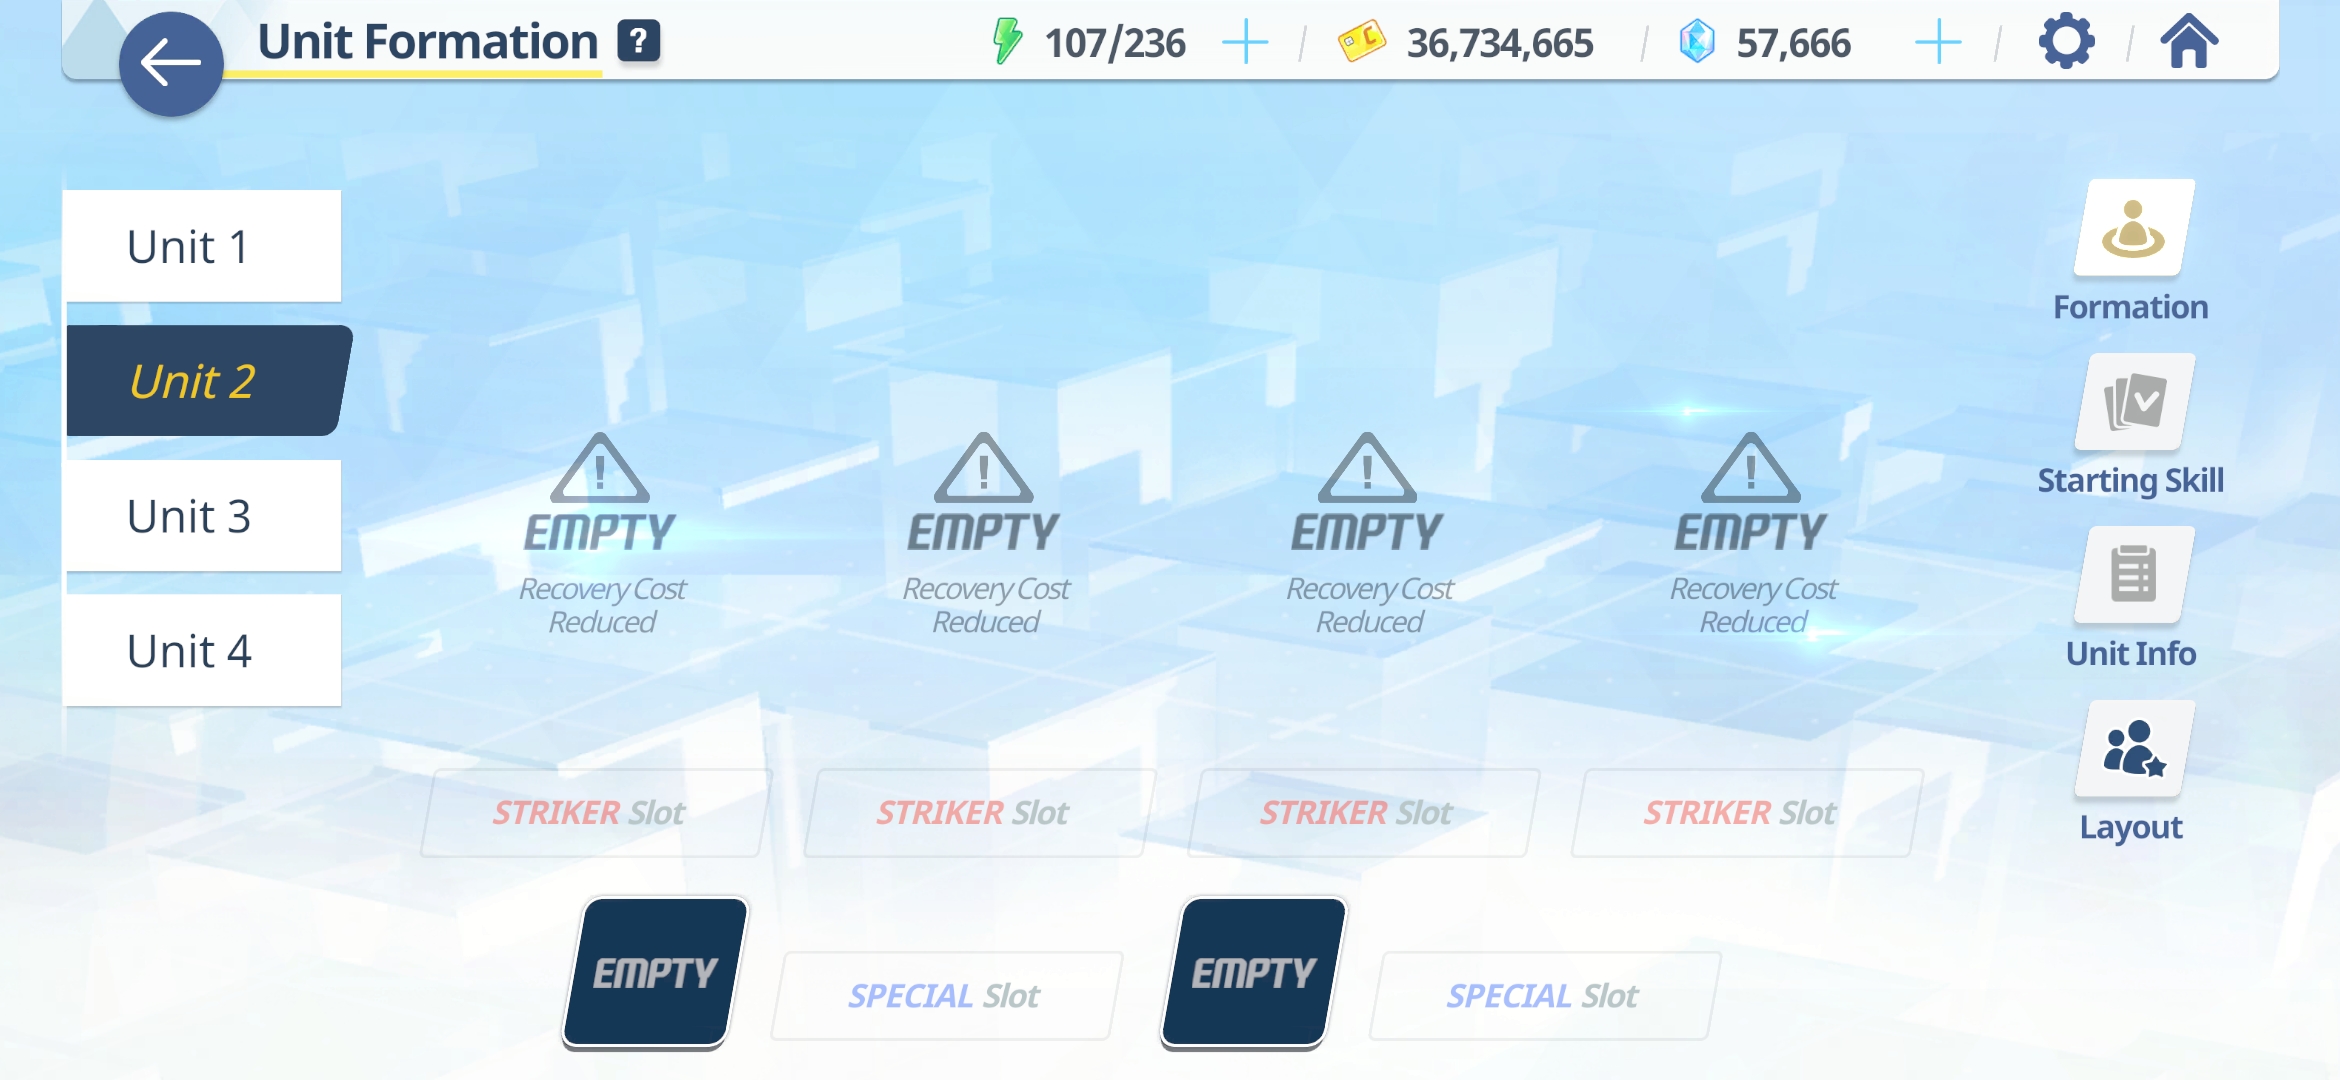 Unit Formation ? 107/236 36,734,665 57,666
Unit 1
Unit 2
Unit 3
Unit 4
EMPTY EMPTY EMPTY EMPTY
Recovery Cost Recovery Cost Recovery Cost Recovery Cost
Reduced Reduced Reduced Reduced
STRIKER Slot STRIKER Slot STRIKER Slot STRIKER Slot
EMPTY SPECIAL Slot EMPTY SPECIAL Slot
Formation
Starting Skill
Unit Info
Layout